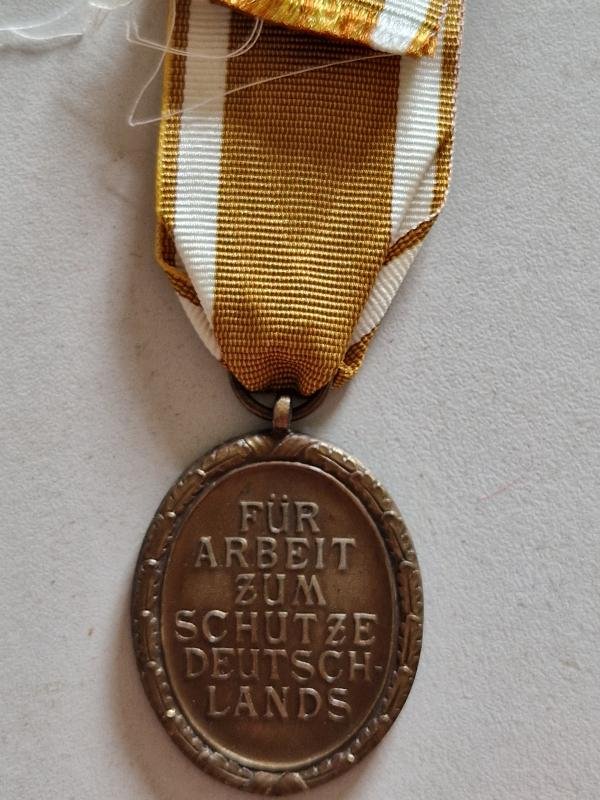 FÜR
ARBEIT
ZUM
SCHUTZE
DEUTSCH-
LANDS